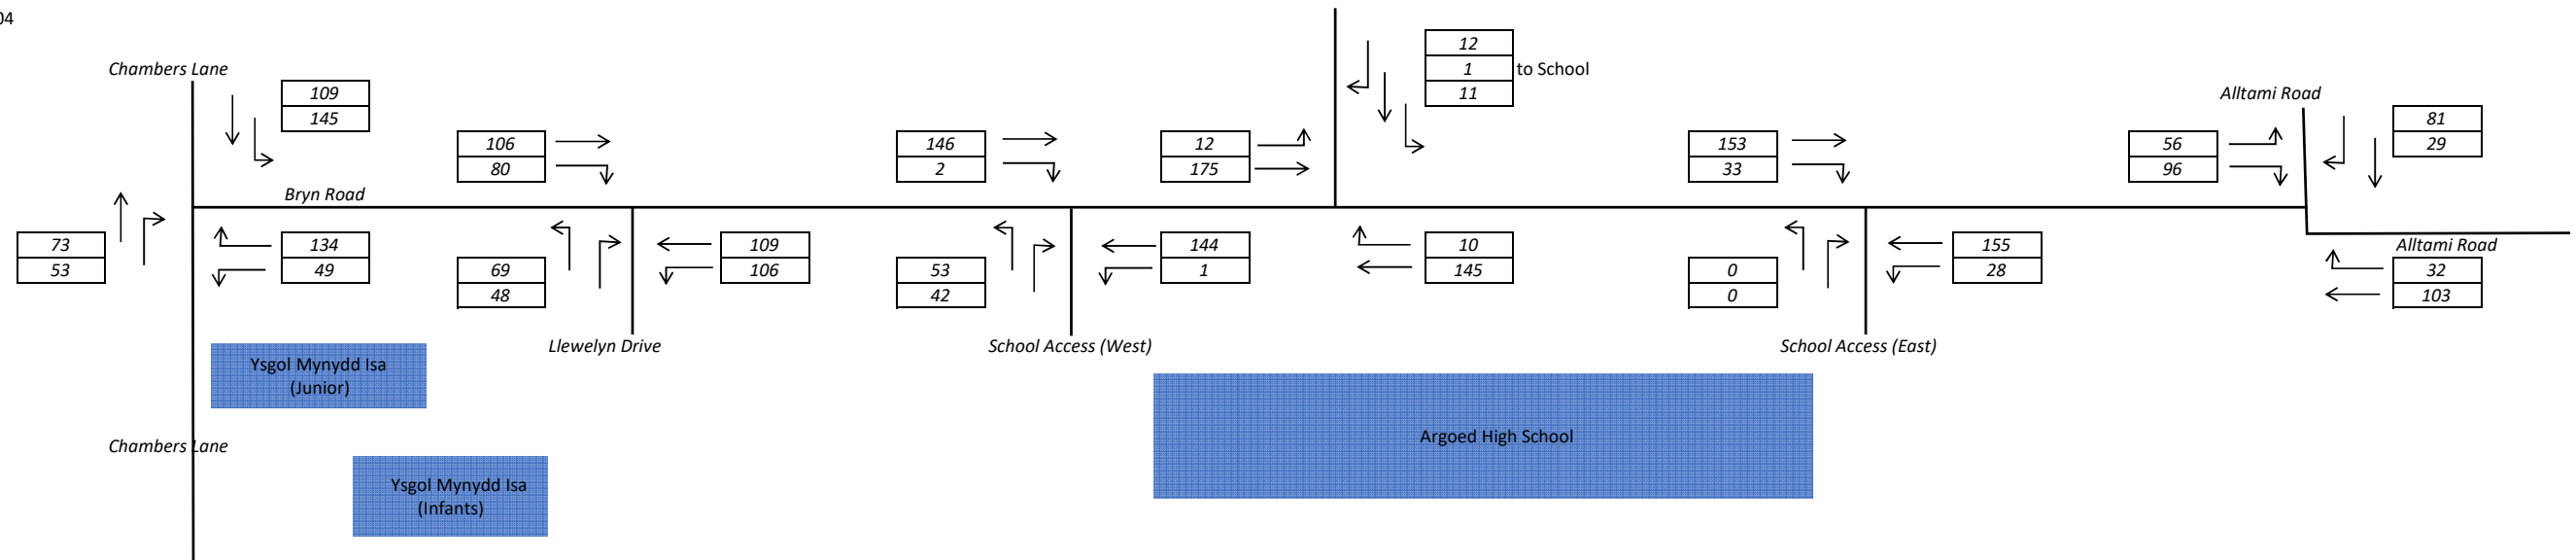 04
12
1 to School
11
Chambers Lane
109
145
Alltami Road
81
29
106
80
146
2
12
175
153
33
56
96
Bryn Road
73
53
134
49
69
48
109
106
53
42
144
1
10
145
0
0
155
28
Alltami Road
32
103
Llewelyn Drive
School Access (West)
School Access (East)
Ysgol Mynydd Isa
(Junior)
Argoed High School
Chambers Lane
Ysgol Mynydd Isa
(Infants)